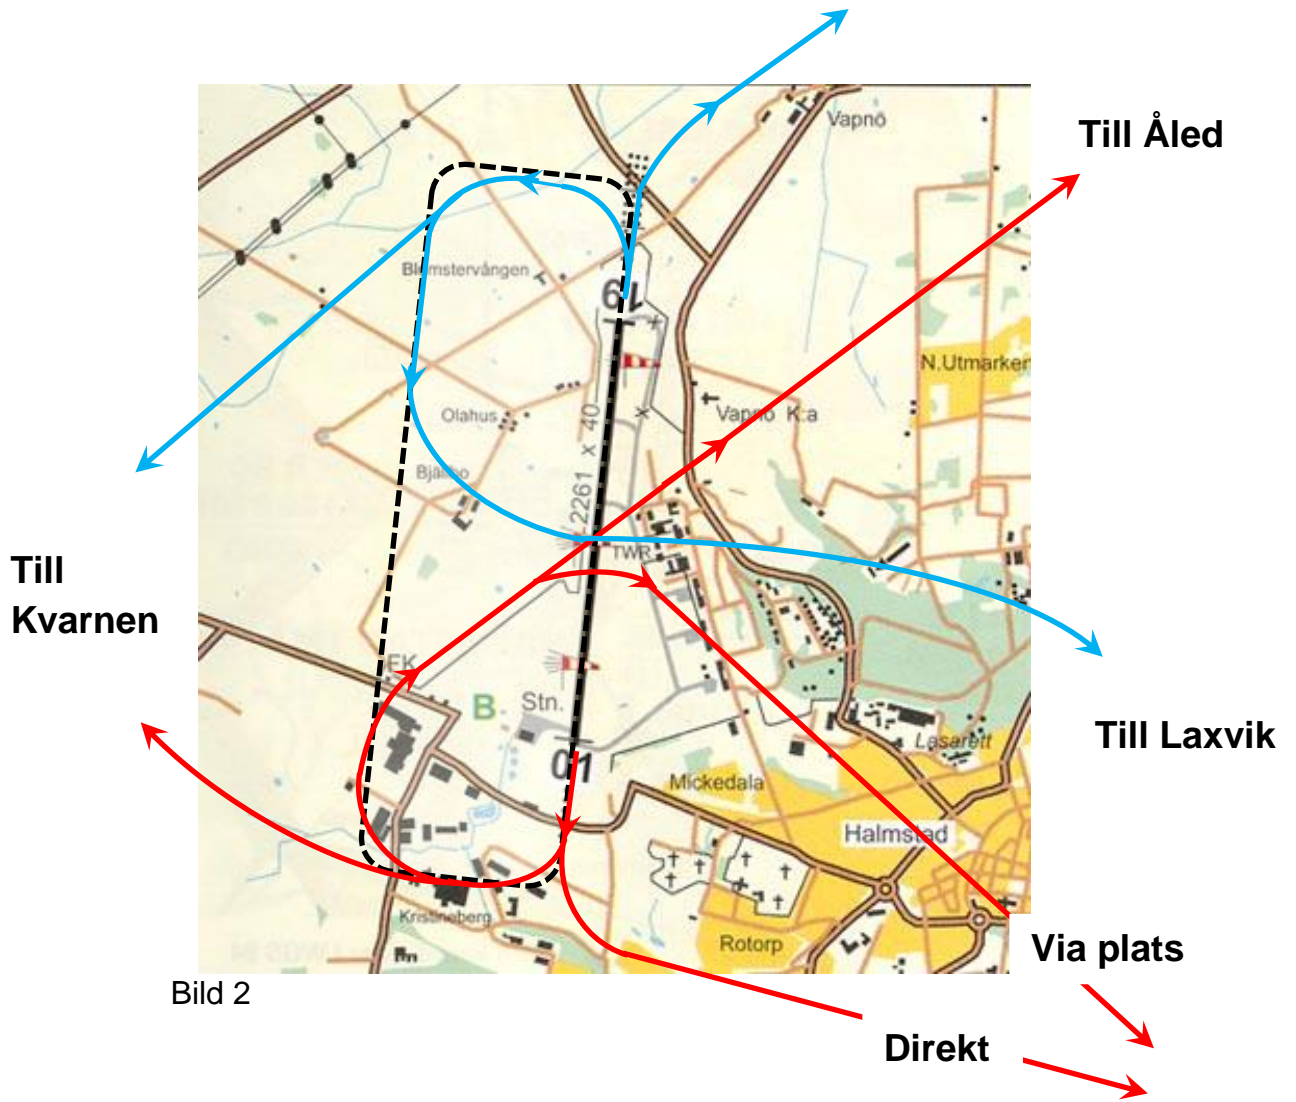 Vapnö
Till Åled
Blomstervången
19
N.Utmarken
Olahus
Vapnö K:a
2261 x 40
Bjällbo
TWR
Till
Kvarnen
FK
B
Stn.
01
Till Laxvik
Lasarett
Mickedala
Halmstad
Kristineberg
Rotorp
Via plats
Bild 2
Direkt